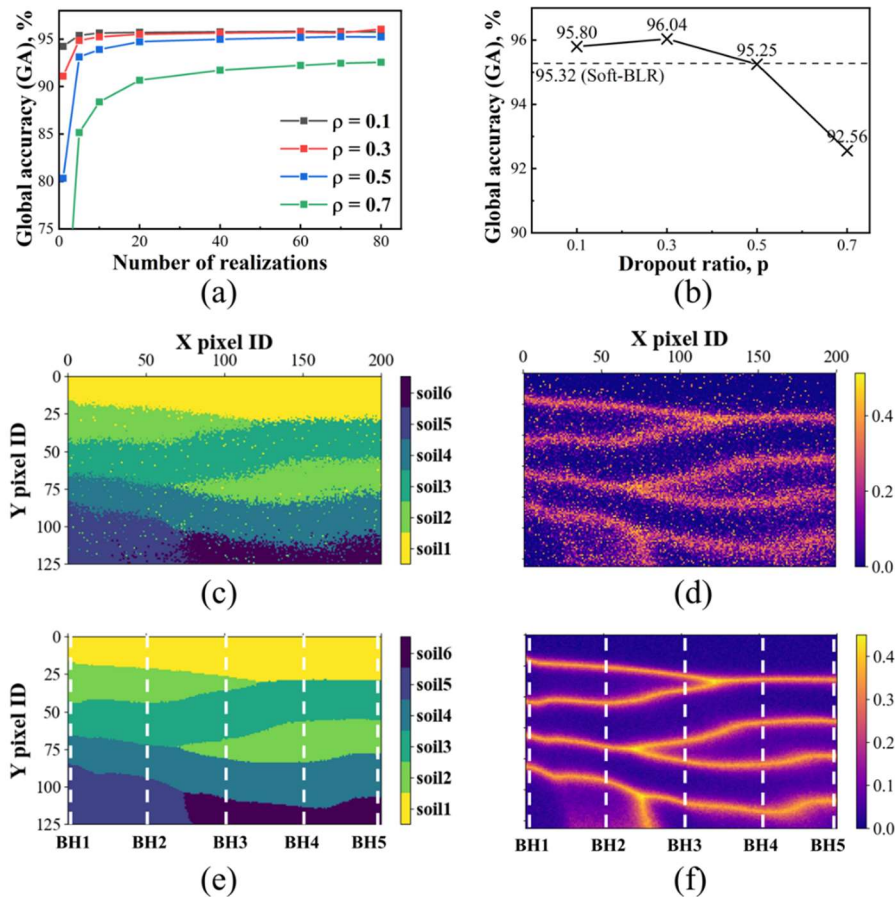 Global accuracy (GA), %
95
90
85
80
75
0
20
40
60
80
Number of realizations
ρ = 0.1
ρ = 0.3
ρ = 0.5
ρ = 0.7
(a)
Global accuracy (GA), %
96
94
92
90
95.80
96.04
95.25
92.56
95.32 (Soft-BLR)
0.1
0.3
0.5
0.7
Dropout ratio, p
(b)
X pixel ID
0
50
100
150
200
Y pixel ID
0
25
50
75
100
125
soil6
soil5
soil4
soil3
soil2
soil1
(c)
X pixel ID
0
50
100
150
200
0.4
0.2
0.0
(d)
Y pixel ID
0
25
50
75
100
125
BH1
BH2
BH3
BH4
BH5
soil6
soil5
soil4
soil3
soil2
soil1
(e)
BH1
BH2
BH3
BH4
BH5
0.4
0.3
0.2
0.1
0.0
(f)